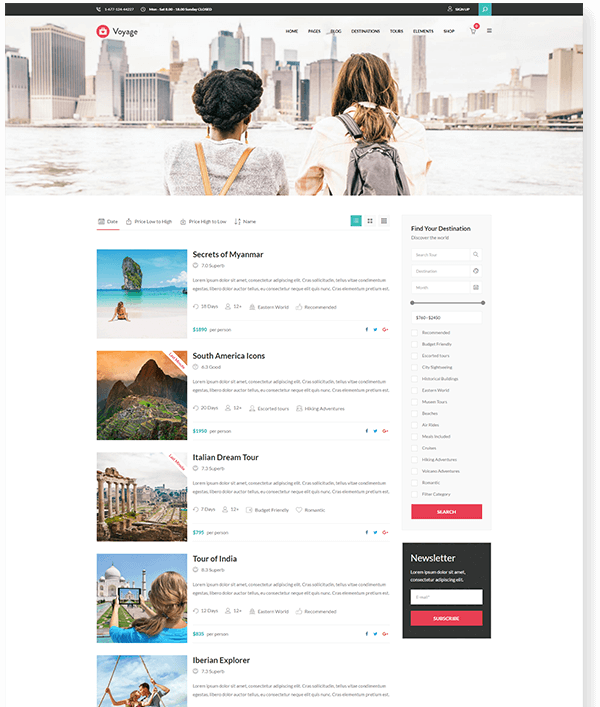 1-677-124-44227
Mon - Sat 8.00 - 18.00 Sunday CLOSED
SIGN UP
Voyage
HOME
PAGES
BLOG
DESTINATIONS
TOURS
ELEMENTS
SHOP
0
Date
Price Low to High
Price High to Low
Name
Secrets of Myanmar
7.0 Superb
Lorem ipsum dolor sit amet, consectetur adipiscing elit. Cras sollicitudin, tellus vitae condimentum
egestas, libero dolor auctor tellus, eu consectetur neque elit quis nunc. Cras elementum pretium est.
18 Days
12+
Eastern World
Recommended
$1890 per person
Last Minute
South America Icons
6.3 Good
Lorem ipsum dolor sit amet, consectetur adipiscing elit. Cras sollicitudin, tellus vitae condimentum
egestas, libero dolor auctor tellus, eu consectetur neque elit quis nunc. Cras elementum pretium est.
20 Days
12+
Escorted tours
Hiking Adventures
$1950 per person
Last Minute
Italian Dream Tour
7.3 Superb
Lorem ipsum dolor sit amet, consectetur adipiscing elit. Cras sollicitudin, tellus vitae condimentum
egestas, libero dolor auctor tellus, eu consectetur neque elit quis nunc. Cras elementum pretium est.
7 Days
12+
Budget Friendly
Romantic
$795 per person
Tour of India
8.3 Superb
Lorem ipsum dolor sit amet, consectetur adipiscing elit. Cras sollicitudin, tellus vitae condimentum
egestas, libero dolor auctor tellus, eu consectetur neque elit quis nunc. Cras elementum pretium est.
12 Days
12+
Eastern World
Recommended
$835 per person
Iberian Explorer
7.3 Superb
Lorem ipsum dolor sit amet, consectetur adipiscing elit. Cras sollicitudin, tellus vitae condimentum
egestas, libero dolor auctor tellus, eu consectetur neque elit quis nunc. Cras elementum pretium est.
Find Your Destination
Discover the world
Search Tour
Destination
Month
$760 - $2450
Recommended
Budget Friendly
Escorted tours
City Sightseeing
Historical Buildings
Eastern World
Museum Tours
Beaches
Air Rides
Meals Included
Cruises
Hiking Adventures
Volcano Adventures
Romantic
Filter Category
SEARCH
Newsletter
Lorem ipsum dolor sit amet,
consectetur adipiscing elit.
E-mail*
SUBSCRIBE